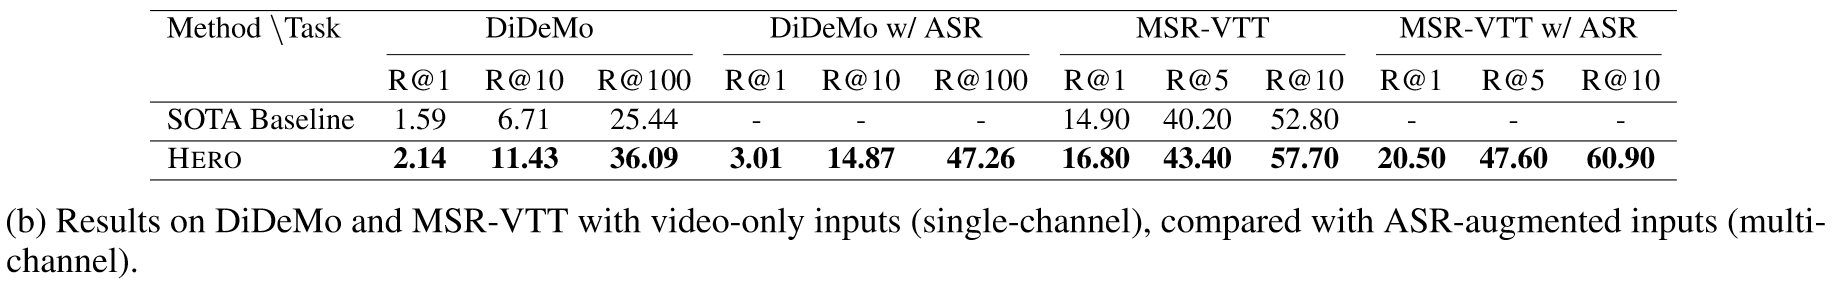 Method \Task DiDeMo DiDeMo w/ ASR MSR-VTT MSR-VTT w/ ASR
R@1 R@10 R@100 R@1 R@10 R@100 R@1 R@5 R@10 R@1 R@5 R@10
SOTA Baseline 1.59 6.71 25.44 - - - 14.90 40.20 52.80 - - -
HERO 2.14 11.43 36.09 3.01 14.87 47.26 16.80 43.40 57.70 20.50 47.60 60.90
(b) Results on DiDeMo and MSR-VTT with video-only inputs (single-channel), compared with ASR-augmented inputs (multi-
channel).